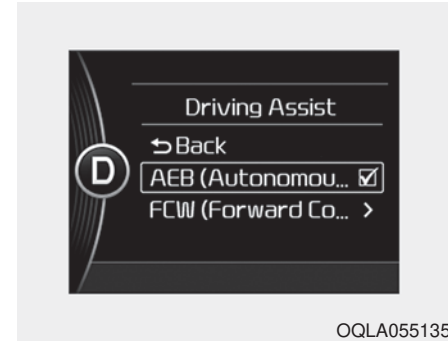 Driving Assist
D
Back
AEB (Autonomou...
FCW (Forward Co... >
OQLA055135